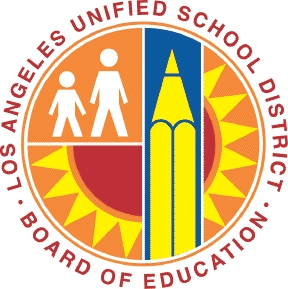 LOS ANGELES UNIFIED SCHOOL DISTRICT
BOARD OF EDUCATION